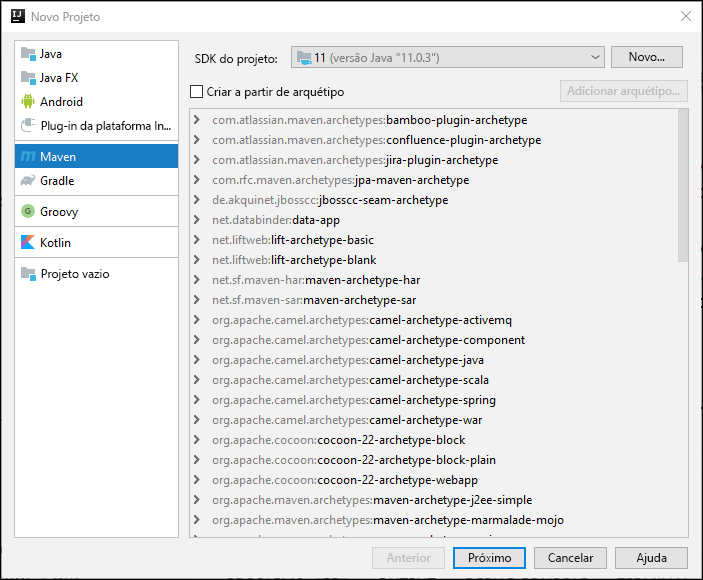 Novo Projeto
Java
Java FX
Android
Plug-in da plataforma In...
Maven
Gradle
Groovy
Kotlin
Projeto vazio
SDK do projeto:
11 (versão Java "11.0.3")
Novo...
Criar a partir de arquétipo
Adicionar arquétipo...
com.atlassian.maven.archetypes:bamboo-plugin-archetype
com.atlassian.maven.archetypes:confluence-plugin-archetype
com.atlassian.maven.archetypes:jira-plugin-archetype
com.rfc.maven.archetypes:jpa-maven-archetype
de.akquinet.jbosscc:jbosscc-seam-archetype
net.databinder:data-app
net.liftweb:lift-archetype-basic
net.liftweb:lift-archetype-blank
net.sf.maven-har:maven-archetype-har
net.sf.maven-sar:maven-archetype-sar
org.apache.camel.archetypes:camel-archetype-activemq
org.apache.camel.archetypes:camel-archetype-component
org.apache.camel.archetypes:camel-archetype-java
org.apache.camel.archetypes:camel-archetype-scala
org.apache.camel.archetypes:camel-archetype-spring
org.apache.camel.archetypes:camel-archetype-war
org.apache.cocoon:cocoon-22-archetype-block
org.apache.cocoon:cocoon-22-archetype-block-plain
org.apache.cocoon:cocoon-22-archetype-webapp
org.apache.maven.archetypes:maven-archetype-j2ee-simple
org.apache.maven.archetypes:maven-archetype-marmalade-mojo
Anterior
Próximo
Cancelar
Ajuda